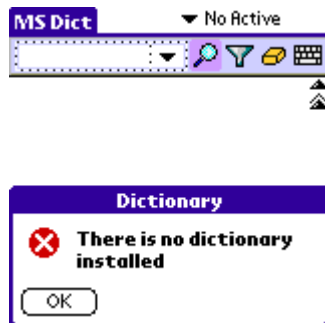 MS Dict
No Active
Dictionary
There is no dictionary
installed
OK